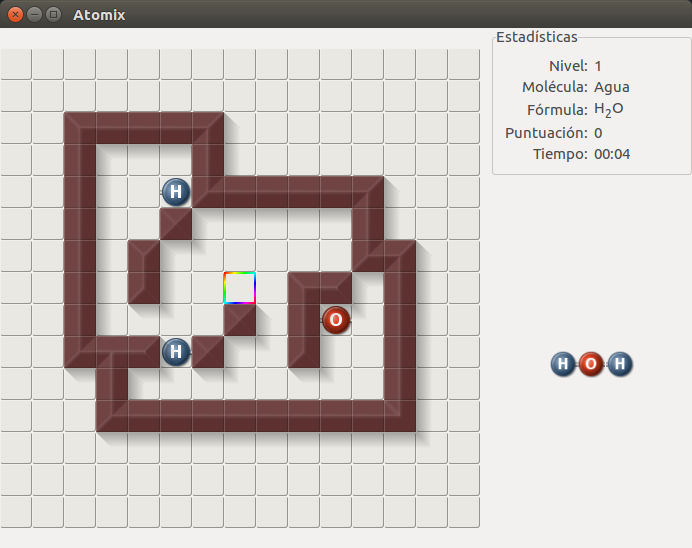 Atomix
Estadísticas
Nivel: 1
Molécula: Agua
Fórmula: H₂O
Puntuación: 0
Tiempo: 00:04
H
O
H
H O H